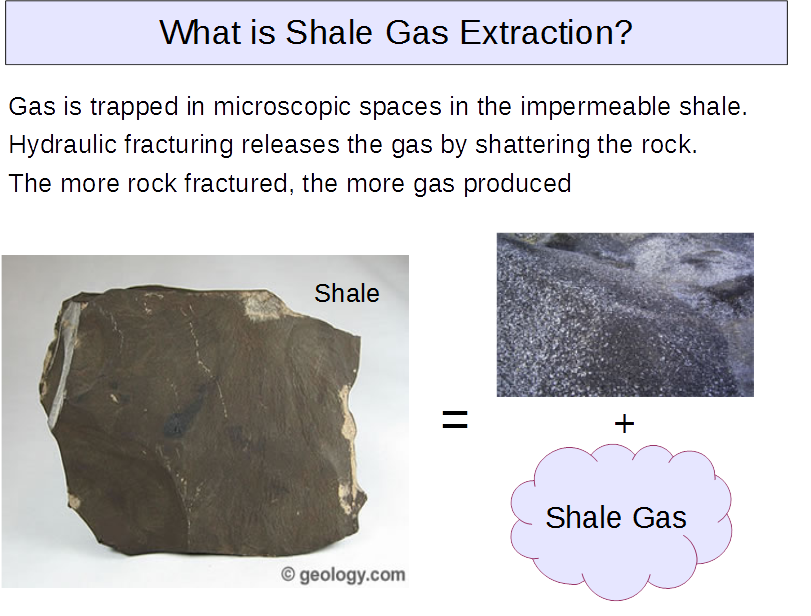 What is Shale Gas Extraction?
Gas is trapped in microscopic spaces in the impermeable shale.
Hydraulic fracturing releases the gas by shattering the rock.
The more rock fractured, the more gas produced
Shale
=
+
Shale Gas
© geology.com